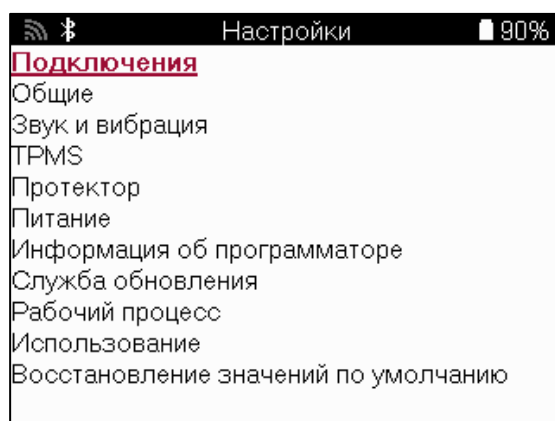 Настройки 90%
Подключения
Общие
Звук и вибрация
TPMS
Протектор
Питание
Информация об программаторе
Служба обновления
Рабочий процесс
Использование
Восстановление значений по умолчанию